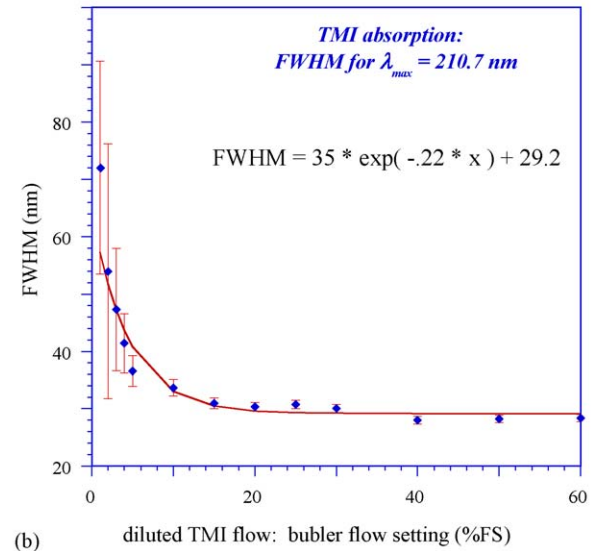 TMI absorption:
FWHM for λmax = 210.7 nm
FWHM = 35 * exp( -.22 * x ) + 29.2
80
60
40
20
FWHM (nm)
0 20 40 60
(b) diluted TMI flow: bubler flow setting (%FS)